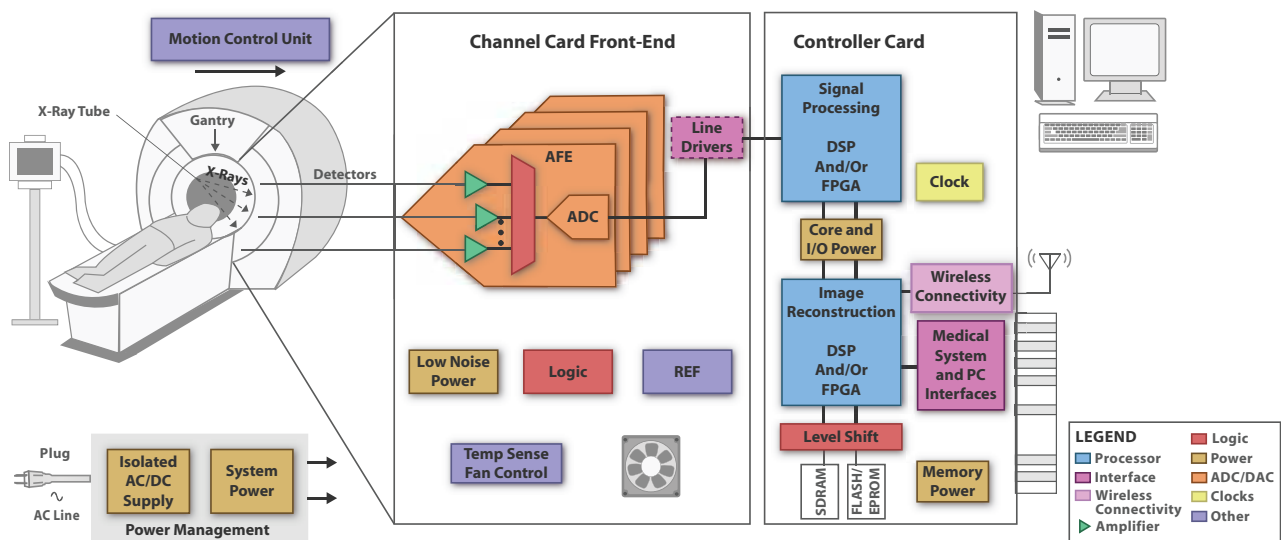 Motion Control Unit
X-Ray Tube
Gantry
X-Rays
Detectors
Channel Card Front-End
AFE
ADC
Line
Drivers
Low Noise
Power
Logic
REF
Temp Sense
Fan Control
Controller Card
Signal
Processing
DSP
And/Or
FPGA
Clock
Core and
I/O Power
Image
Reconstruction
DSP
And/Or
FPGA
Wireless
Connectivity
Medical
System
and PC
Interfaces
Level Shift
SDRAM
FLASH/
EPROM
Memory
Power
Plug
AC Line
Isolated
AC/DC
Supply
System
Power
Power Management
LEGEND
Processor
Interface
Wireless
Connectivity
Amplifier
Logic
Power
ADC/DAC
Clocks
Other